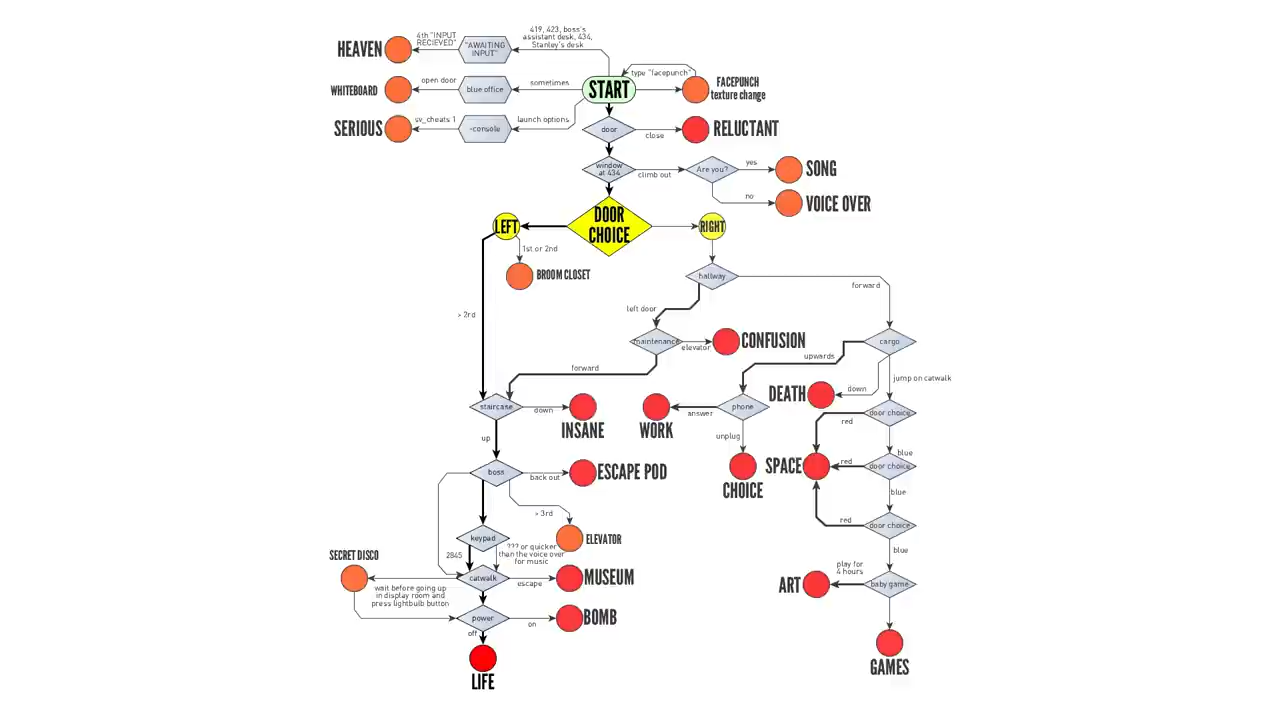 419, 423, boss's
assistant desk, 434,
Stanley's desk
4th "INPUT
RECIEVED"
HEAVEN
"AWAITING
INPUT"
type "facepunch"
open door
sometimes
WHITEBOARD
blue office
START
FACEPUNCH
texture change
sv_cheats 1
launch options
SERIOUS
-console
door
close
RELUCTANT
window
at 434
climb out
Are you?
yes
SONG
no
VOICE OVER
LEFT
DOOR
CHOICE
RIGHT
1st or 2nd
BROOM CLOSET
hallway
forward
left door
> 2rd
maintenance
elevator
CONFUSION
cargo
upwards
forward
jump on catwalk
down
DEATH
staircase
down
INSANE
WORK
answer
phone
door choice
red
up
unplug
blue
boss
back out
ESCAPE POD
SPACE
red
door choice
CHOICE
blue
> 3rd
red
door choice
keypad
ELEVATOR
2845
??? or quicker
than the voice over
for music
blue
SECRET DISCO
play for
4 hours
catwalk
escape
MUSEUM
ART
baby game
wait before going up
in display room and
press lightbulb button
power
on
BOMB
off
LIFE
GAMES